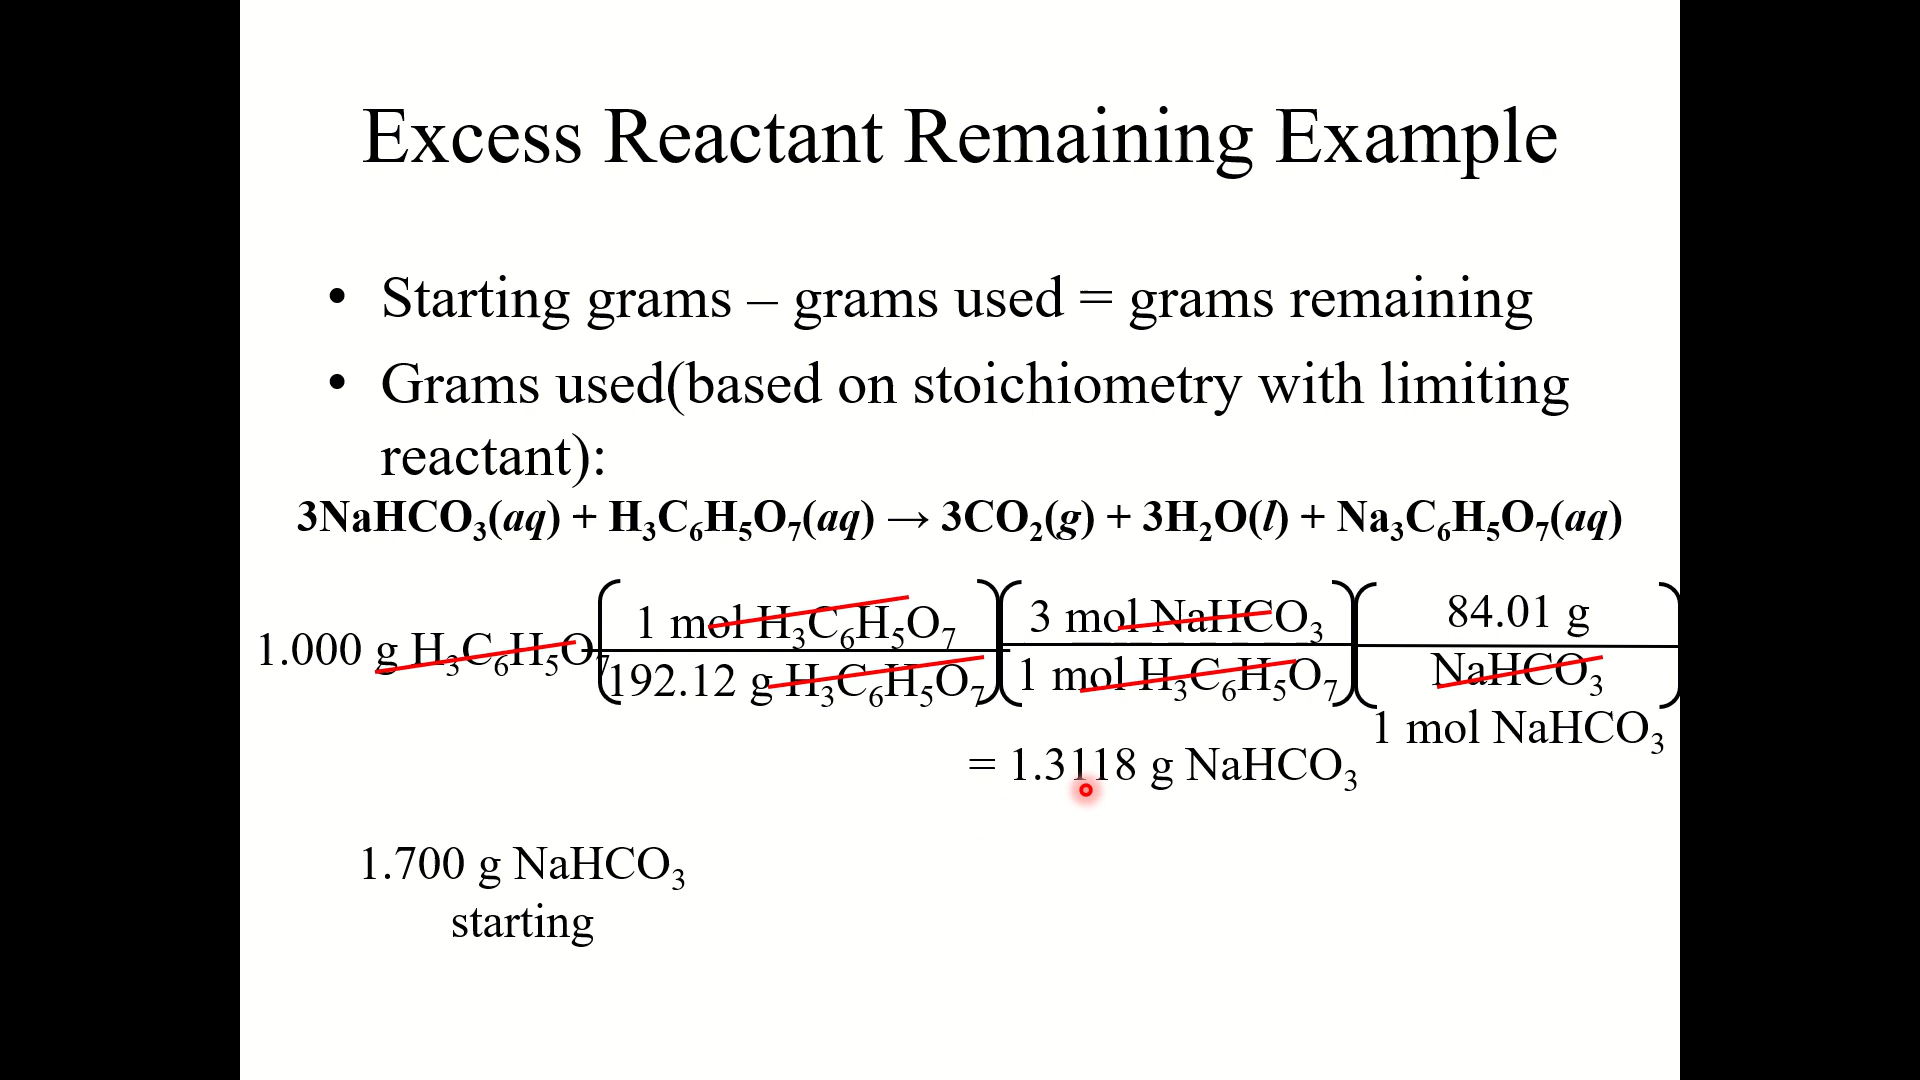 Excess Reactant Remaining Example
• Starting grams – grams used = grams remaining
• Grams used(based on stoichiometry with limiting
reactant):
3NaHCO₃(aq) + H₃C₆H₅O₇(aq) → 3CO₂(g) + 3H₂O(l) + Na₃C₆H₅O₇(aq)
1.000 g H₃C₆H₅O₇
1 mol H₃C₆H₅O₇
192.12 g H₃C₆H₅O₇
3 mol NaHCO₃
1 mol H₃C₆H₅O₇
84.01 g
NaHCO₃
1 mol NaHCO₃
= 1.3118 g NaHCO₃
1.700 g NaHCO₃
starting